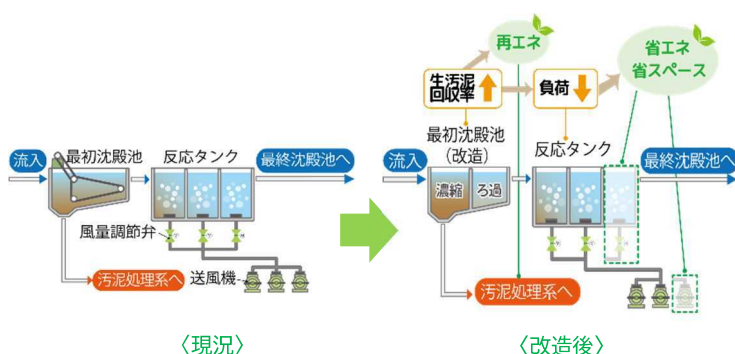 流入
最初沈殿池
反応タンク
最終沈殿池へ
風量調節弁
汚泥処理系へ
送風機
〈現況〉
再エネ
省エネ
省スペース
生汚泥
回収率
負荷
最初沈殿池
(改造)
反応タンク
流入
最終沈殿池へ
濃縮
ろ過
汚泥処理系へ
〈改造後〉